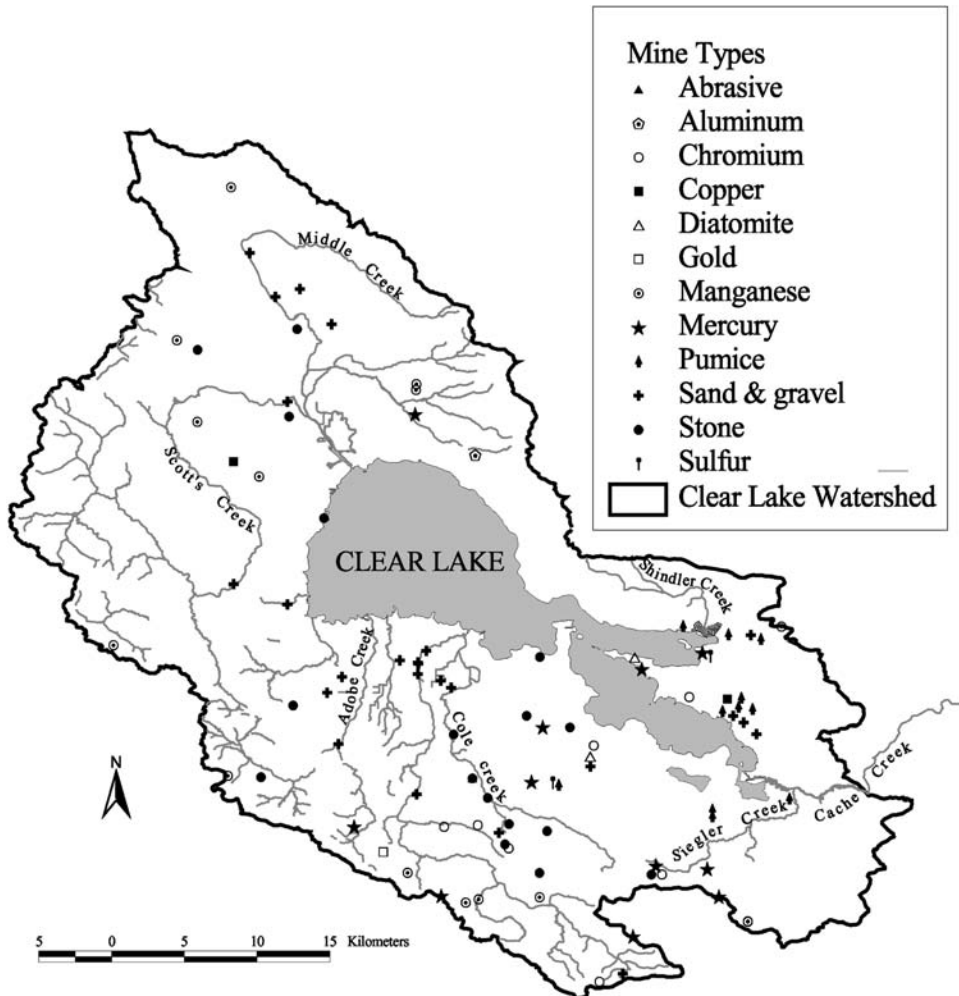 Mine Types
Abrasive
Aluminum
Chromium
Copper
Diatomite
Gold
Manganese
Mercury
Pumice
Sand & gravel
Stone
Sulfur
Clear Lake Watershed
Middle Creek
Scott's Creek
CLEAR LAKE
Shindler Creek
Adobe Creek
Cole creek
Siegler Creek
Cache Creek
N
5 0 5 10 15 Kilometers